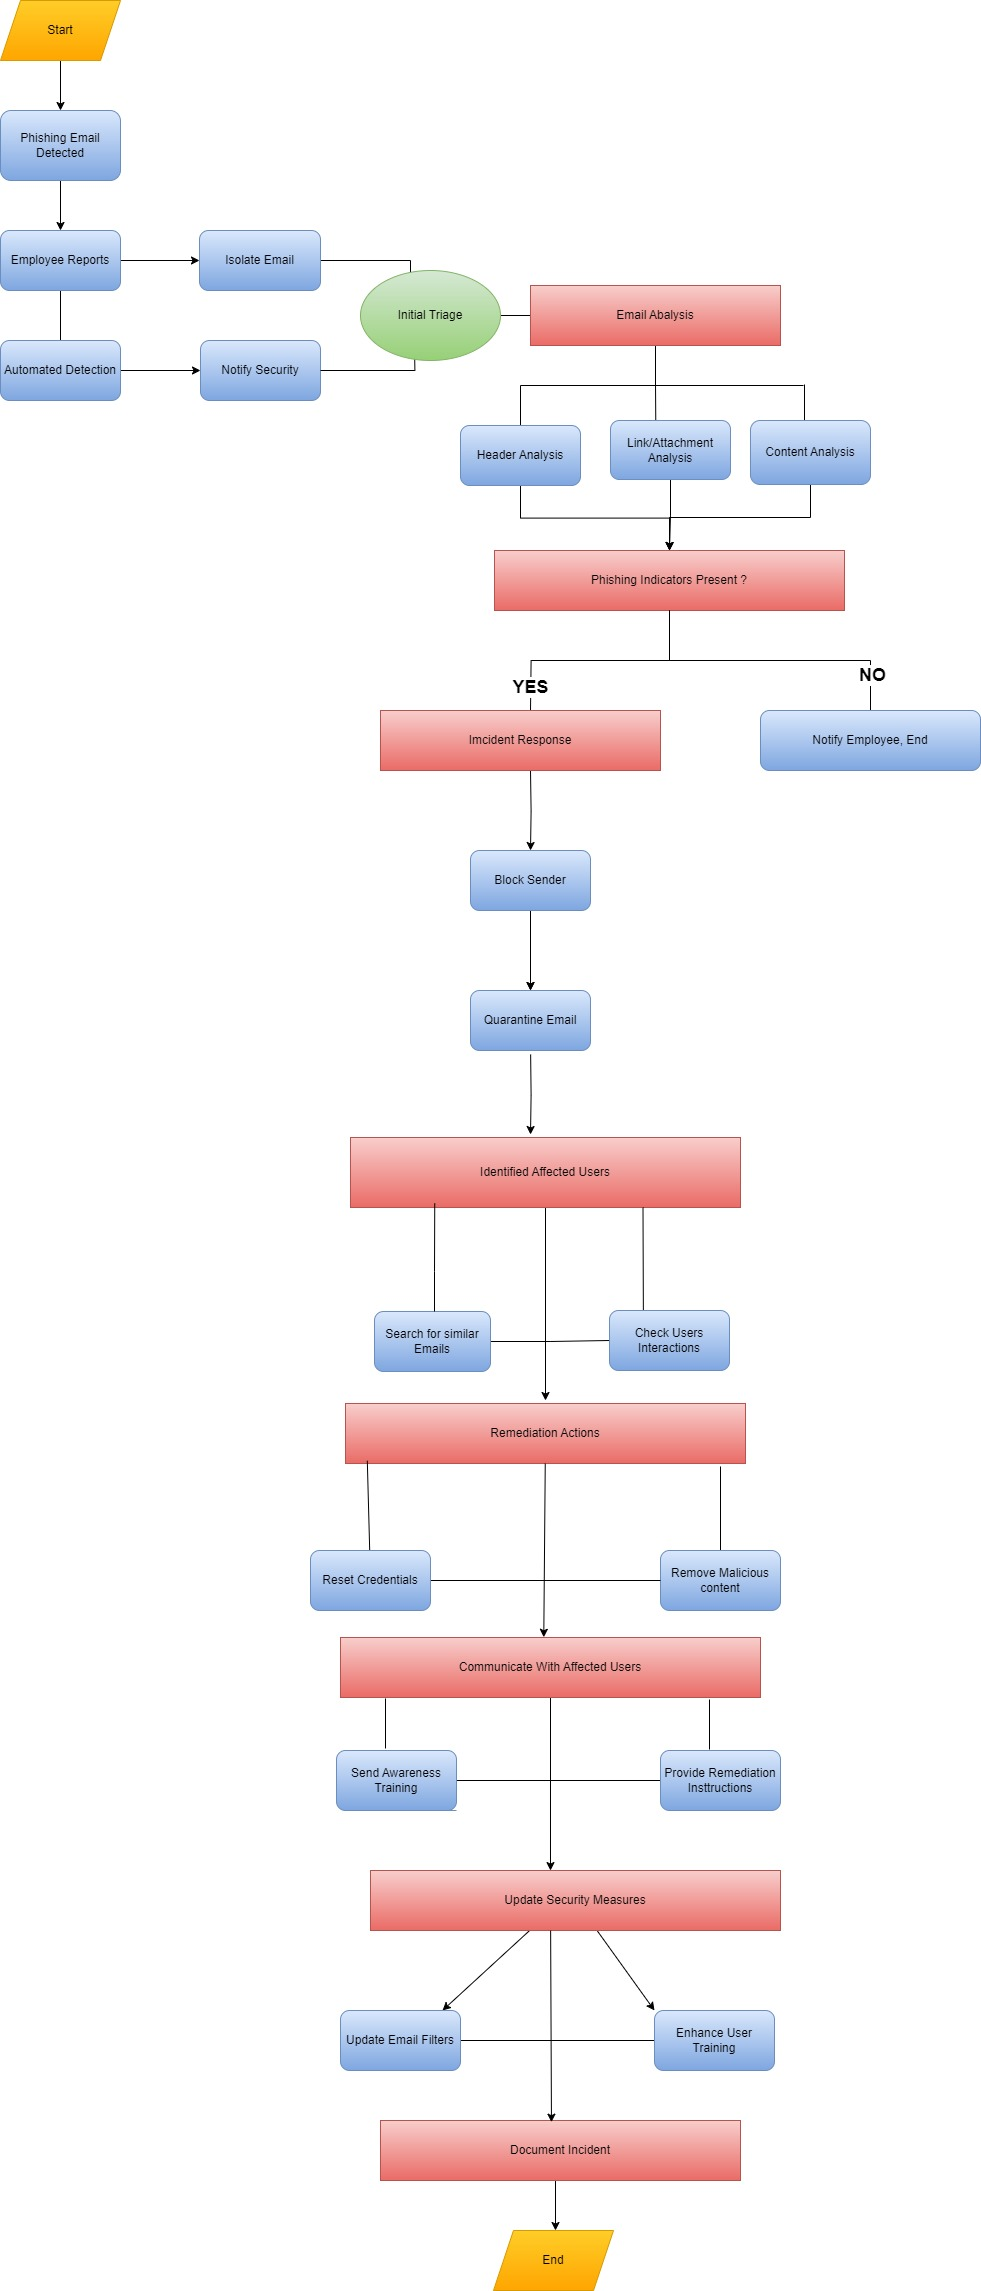 Start
Phishing Email
Detected
Employee Reports
Isolate Email
Initial Triage
Email Abalysis
Automated Detection
Notify Security
Header Analysis
Link/Attachment
Analysis
Content Analysis
Phishing Indicators Present ?
YES
NO
Imcident Response
Notify Employee, End
Block Sender
Quarantine Email
Identified Affected Users
Search for similar
Emails
Check Users
Interactions
Remediation Actions
Reset Credentials
Remove Malicious
content
Communicate With Affected Users
Send Awareness
Training
Provide Remediation
Insttructions
Update Security Measures
Update Email Filters
Enhance User
Training
Document Incident
End